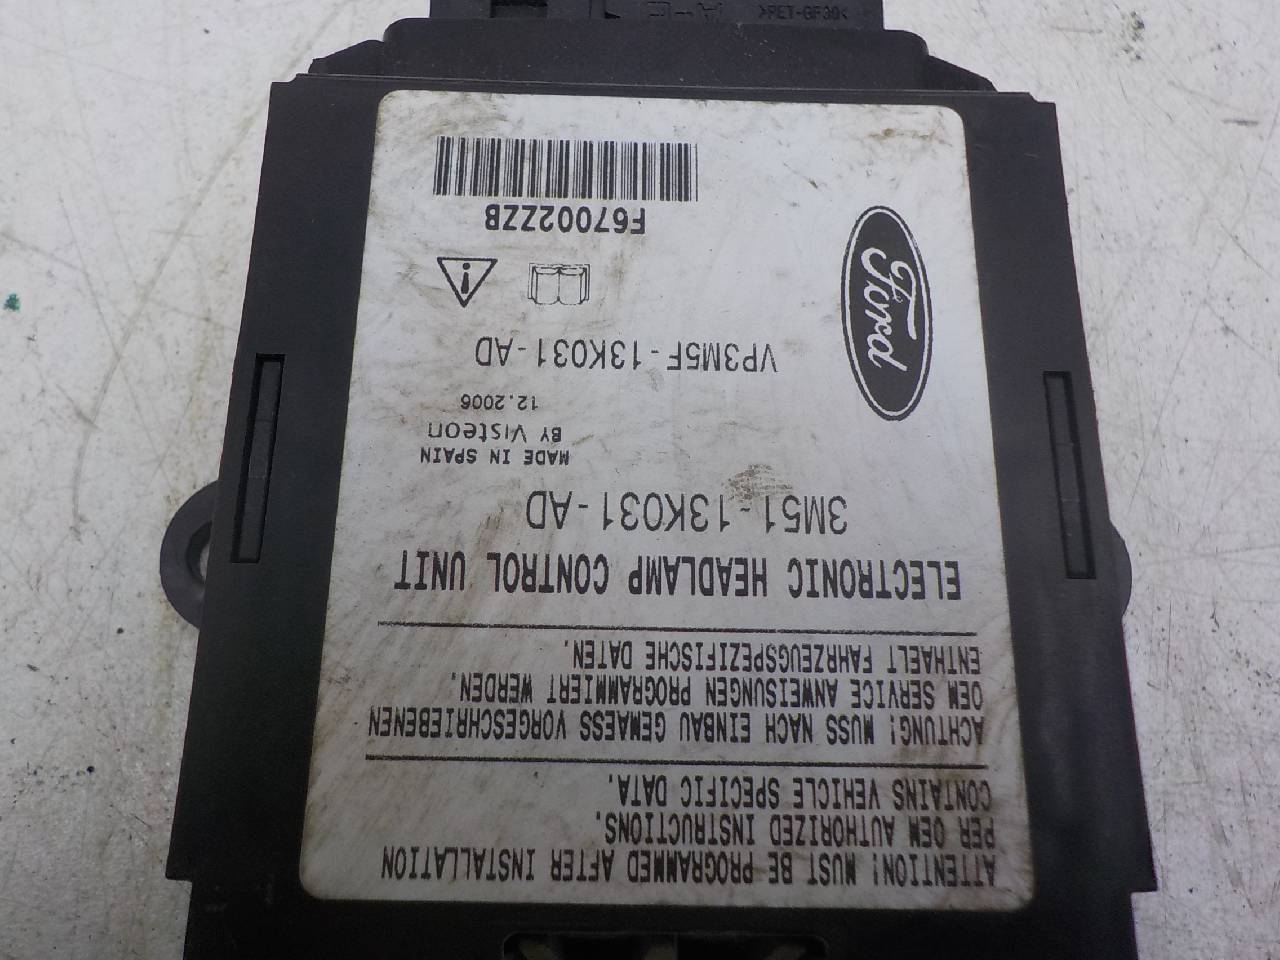 ATTENTION! MUST BE PROGRAMMED AFTER INSTALLATION
PER OEM AUTHORIZED INSTRUCTIONS.
CONTAINS VEHICLE SPECIFIC DATA.
ACHTUNG! MUSS NACH EINBAU GEMAESS VORGESCHRIEBENEN
OEM SERVICE ANWEISUNGEN PROGRAMMIERT WERDEN.
ENTHAELT FAHRZEUGSPEZIFISCHE DATEN.
ELECTRONIC HEADLAMP CONTROL UNIT
3M51-13K031-AD
MADE IN SPAIN
BY Visteon
12.2006
VP3M5F-13K031-AD
Ford
F67002ZZB
>PET-GF30<